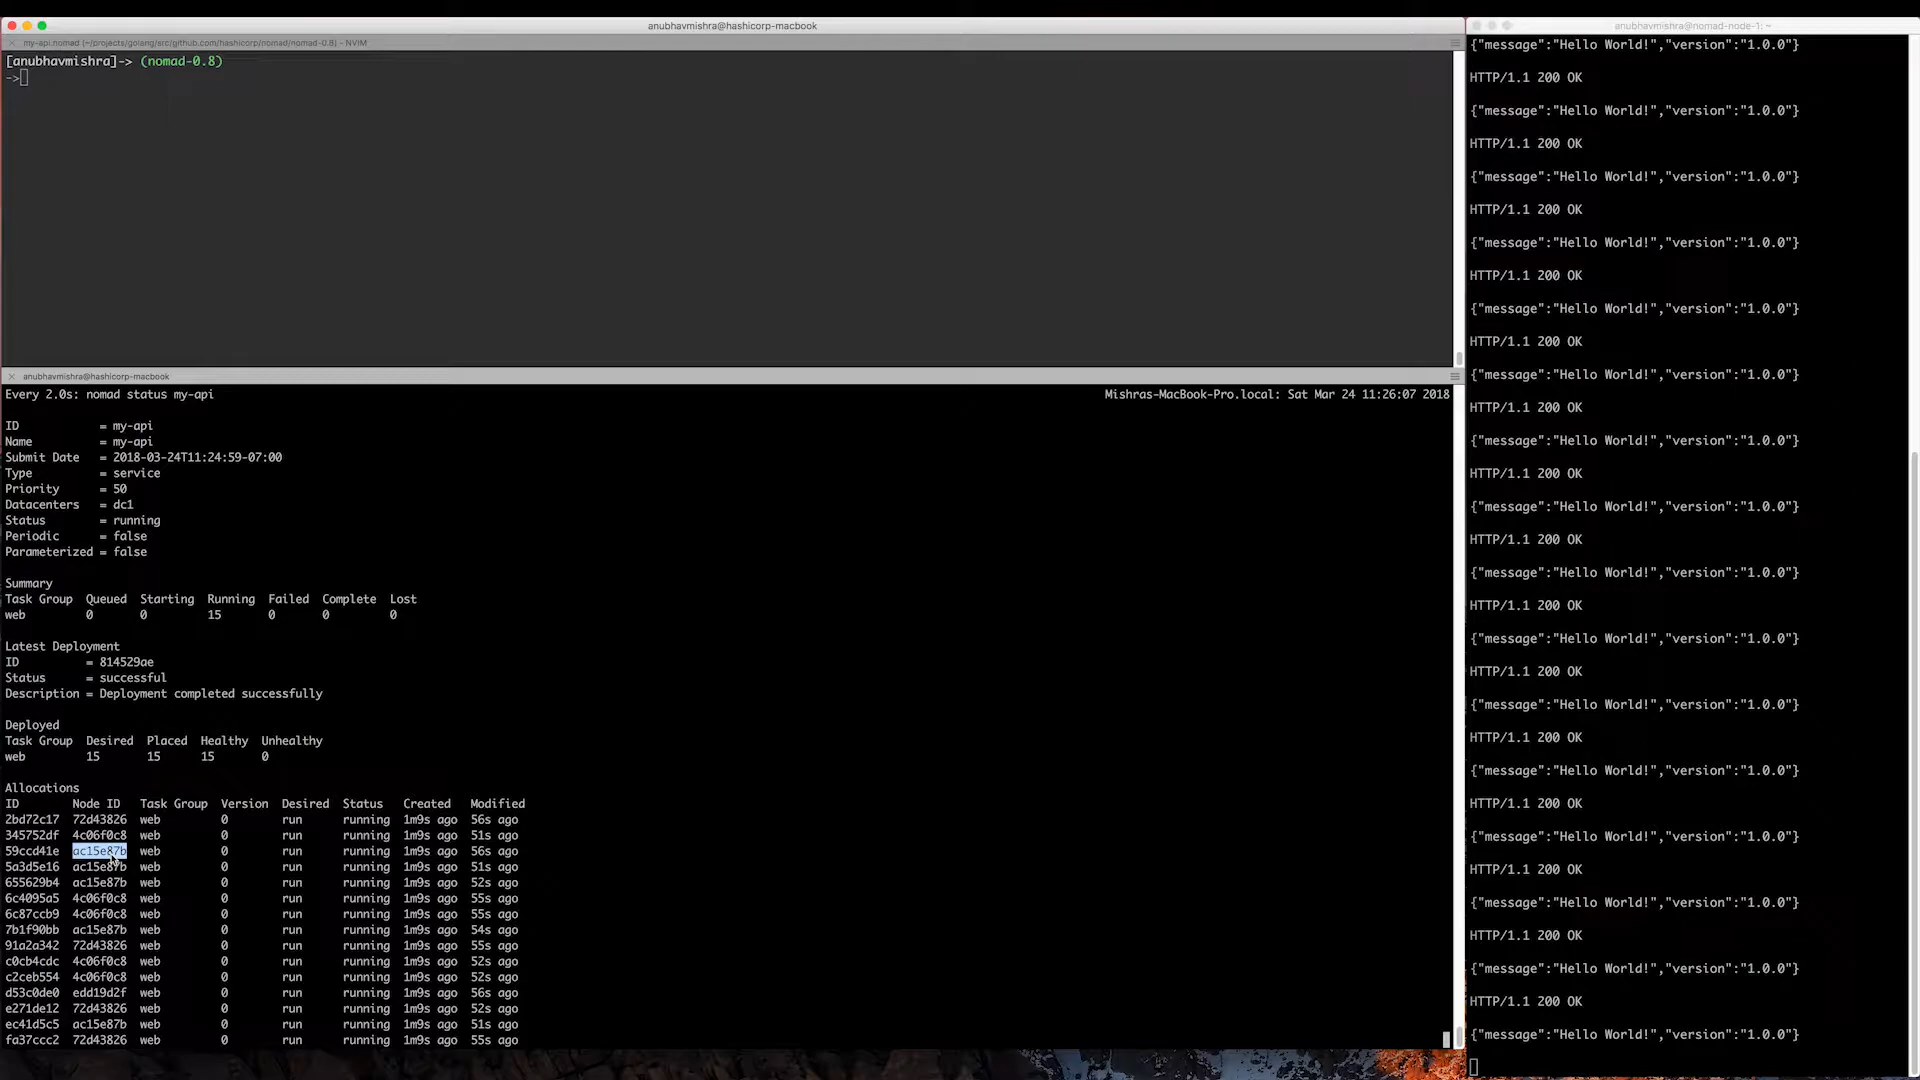 anubhavmishra@hashicorp-macbook
my-api.nomad (~/projects/golang/src/github.com/hashicorp/nomad/nomad-0.8) - NVIM
[anubhavmishra]-> (nomad-0.8)
->
anubhavmishra@hashicorp-macbook
Every 2.0s: nomad status my-api Mishras-MacBook-Pro.local: Sat Mar 24 11:26:07 2018
ID = my-api
Name = my-api
Submit Date = 2018-03-24T11:24:59-07:00
Type = service
Priority = 50
Datacenters = dc1
Status = running
Periodic = false
Parameterized = false
Summary
Task Group Queued Starting Running Failed Complete Lost
web 0 0 15 0 0 0
Latest Deployment
ID = 814529ae
Status = successful
Description = Deployment completed successfully
Deployed
Task Group Desired Placed Healthy Unhealthy
web 15 15 15 0
Allocations
ID Node ID Task Group Version Desired Status Created Modified
2bd72c17 72d43826 web 0 run running 1m9s ago 56s ago
345752df 4c06f0c8 web 0 run running 1m9s ago 51s ago
59ccd41e ac15e87b web 0 run running 1m9s ago 56s ago
5a3d5e16 ac15e87b web 0 run running 1m9s ago 51s ago
655629b4 ac15e87b web 0 run running 1m9s ago 52s ago
6c4095a5 4c06f0c8 web 0 run running 1m9s ago 55s ago
6c87ccb9 4c06f0c8 web 0 run running 1m9s ago 55s ago
7b1f90bb ac15e87b web 0 run running 1m9s ago 54s ago
91a2a342 72d43826 web 0 run running 1m9s ago 55s ago
c0cb4cdc 4c06f0c8 web 0 run running 1m9s ago 52s ago
c2ceb554 4c06f0c8 web 0 run running 1m9s ago 52s ago
d53c0de0 edd19d2f web 0 run running 1m9s ago 56s ago
e271de12 72d43826 web 0 run running 1m9s ago 52s ago
ec41d5c5 ac15e87b web 0 run running 1m9s ago 51s ago
fa37ccc2 72d43826 web 0 run running 1m9s ago 55s ago
anubhavmishra@nomad-node-1: ~
{"message":"Hello World!","version":"1.0.0"}
HTTP/1.1 200 OK
{"message":"Hello World!","version":"1.0.0"}
HTTP/1.1 200 OK
{"message":"Hello World!","version":"1.0.0"}
HTTP/1.1 200 OK
{"message":"Hello World!","version":"1.0.0"}
HTTP/1.1 200 OK
{"message":"Hello World!","version":"1.0.0"}
HTTP/1.1 200 OK
{"message":"Hello World!","version":"1.0.0"}
HTTP/1.1 200 OK
{"message":"Hello World!","version":"1.0.0"}
HTTP/1.1 200 OK
{"message":"Hello World!","version":"1.0.0"}
HTTP/1.1 200 OK
{"message":"Hello World!","version":"1.0.0"}
HTTP/1.1 200 OK
{"message":"Hello World!","version":"1.0.0"}
HTTP/1.1 200 OK
{"message":"Hello World!","version":"1.0.0"}
HTTP/1.1 200 OK
{"message":"Hello World!","version":"1.0.0"}
HTTP/1.1 200 OK
{"message":"Hello World!","version":"1.0.0"}
HTTP/1.1 200 OK
{"message":"Hello World!","version":"1.0.0"}
HTTP/1.1 200 OK
{"message":"Hello World!","version":"1.0.0"}
HTTP/1.1 200 OK
{"message":"Hello World!","version":"1.0.0"}